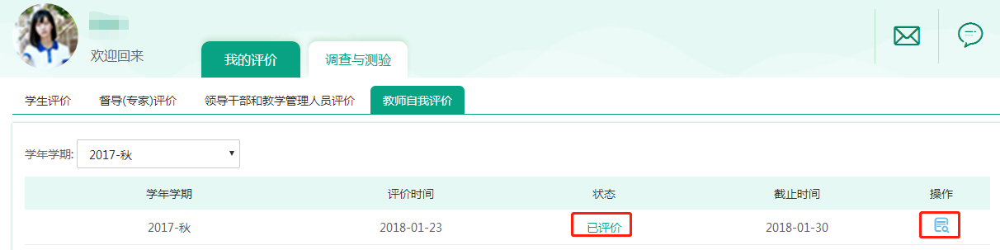 欢迎回来
我的评价 调查与测验
学生评价 督导(专家)评价 领导干部和教学管理人员评价 教师自我评价
学年学期: 2017-秋
学年学期 评价时间 状态 截止时间 操作
2017-秋 2018-01-23 已评价 2018-01-30